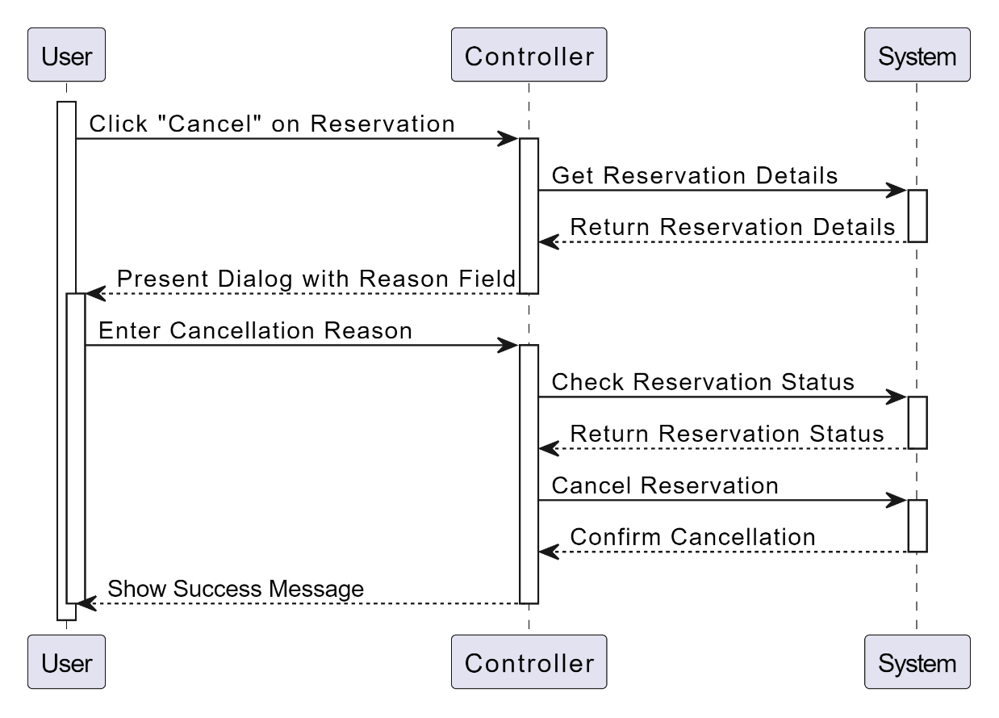 User
Controller
System
Click "Cancel" on Reservation
Get Reservation Details
Return Reservation Details
Present Dialog with Reason Field
Enter Cancellation Reason
Check Reservation Status
Return Reservation Status
Cancel Reservation
Confirm Cancellation
Show Success Message
User
Controller
System